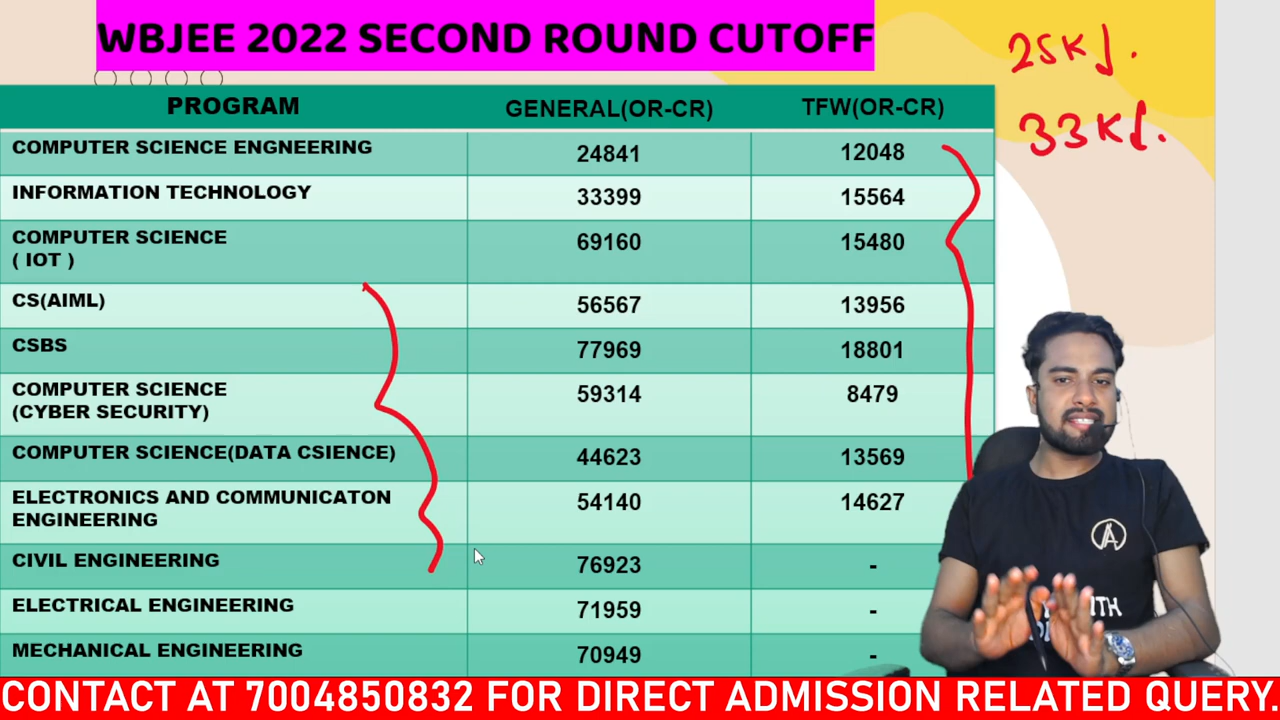 WBJEE 2022 SECOND ROUND CUTOFF
25K
33K
PROGRAM GENERAL(OR-CR) TFW(OR-CR)
COMPUTER SCIENCE ENGNEERING 24841 12048
INFORMATION TECHNOLOGY 33399 15564
COMPUTER SCIENCE
( IOT ) 69160 15480
CS(AIML) 56567 13956
CSBS 77969 18801
COMPUTER SCIENCE
(CYBER SECURITY) 59314 8479
COMPUTER SCIENCE(DATA CSIENCE) 44623 13569
ELECTRONICS AND COMMUNICATON
ENGINEERING 54140 14627
CIVIL ENGINEERING 76923 -
ELECTRICAL ENGINEERING 71959 -
MECHANICAL ENGINEERING 70949 -
CONTACT AT 7004850832 FOR DIRECT ADMISSION RELATED QUERY.